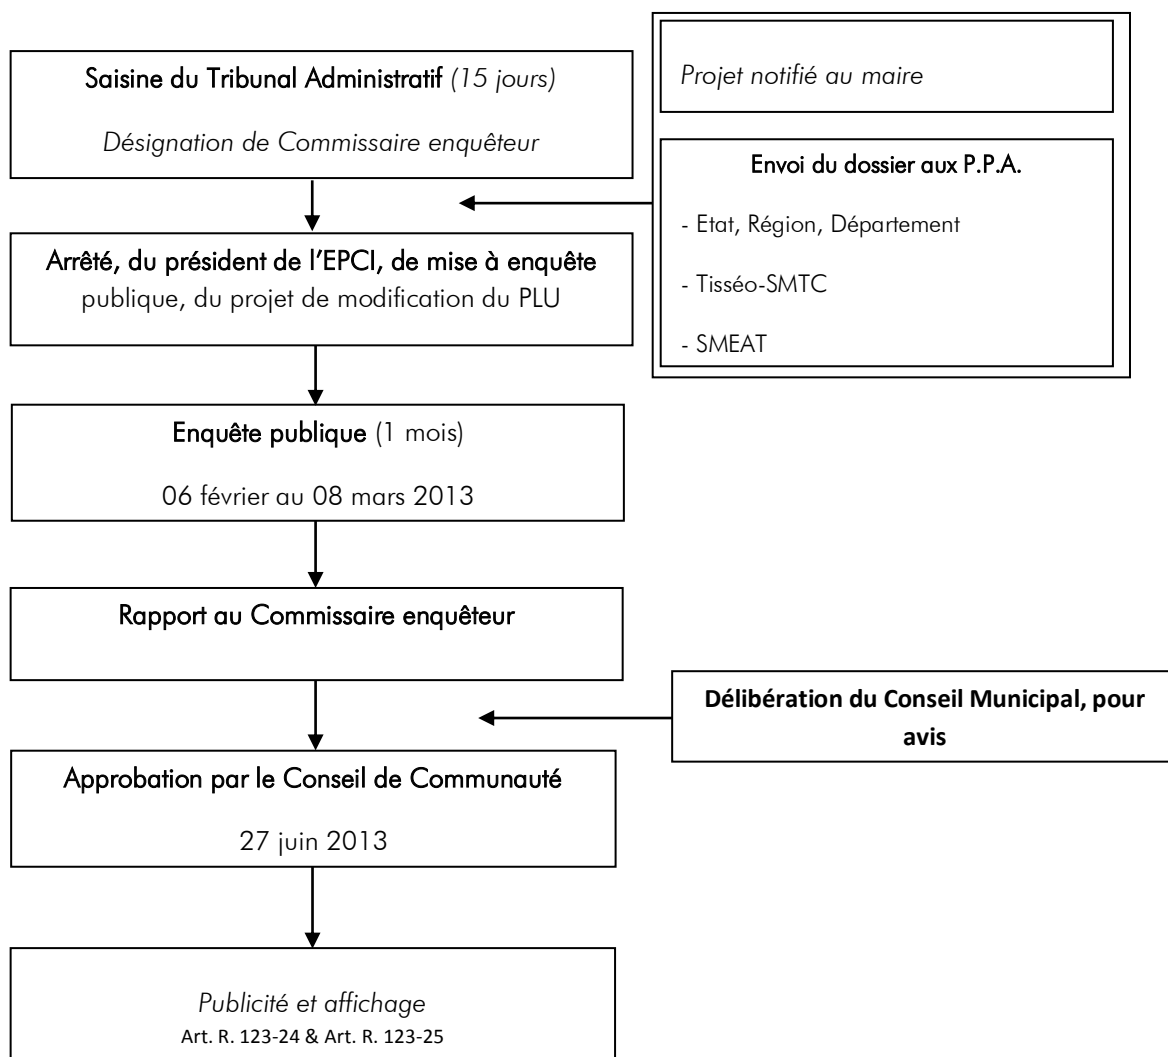 Saisine du Tribunal Administratif (15 jours)
Désignation de Commissaire enquêteur
Projet notifié au maire
Envoi du dossier aux P.P.A.
- Etat, Région, Département
- Tisséo-SMTC
- SMEAT
Arrêté, du président de l'EPCI, de mise à enquête
publique, du projet de modification du PLU
Enquête publique (1 mois)
06 février au 08 mars 2013
Rapport au Commissaire enquêteur
Délibération du Conseil Municipal, pour
avis
Approbation par le Conseil de Communauté
27 juin 2013
Publicité et affichage
Art. R. 123-24 & Art. R. 123-25